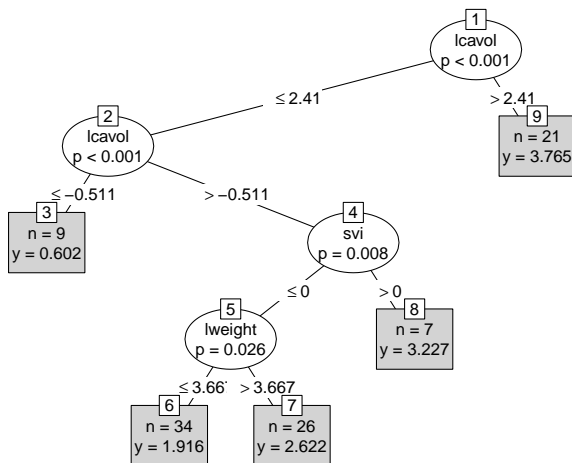 1
lcavol
p < 0.001
≤ 2.41
> 2.41
2
lcavol
p < 0.001
9
n = 21
y = 3.765
≤ −0.511
> −0.511
3
n = 9
y = 0.602
4
svi
p = 0.008
≤ 0
> 0
5
lweight
p = 0.026
8
n = 7
y = 3.227
≤ 3.66
> 3.667
6
n = 34
y = 1.916
7
n = 26
y = 2.622